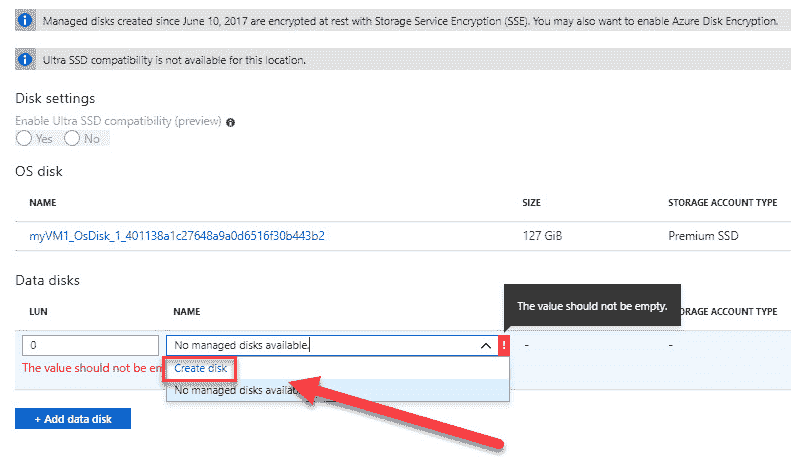 Managed disks created since June 10, 2017 are encrypted at rest with Storage Service Encryption (SSE). You may also want to enable Azure Disk Encryption.
Ultra SSD compatibility is not available for this location.
Disk settings
Enable Ultra SSD compatibility (preview)
Yes No
OS disk
NAME SIZE STORAGE ACCOUNT TYPE
myVM1_OsDisk_1_401138a1c27648a9a0d6516f30b443b2 127 GiB Premium SSD
Data disks
The value should not be empty.
LUN NAME ORAGE ACCOUNT TYPE
0 No managed disks available. ! - -
The value should not be em Create disk
No managed disks availab
+ Add data disk